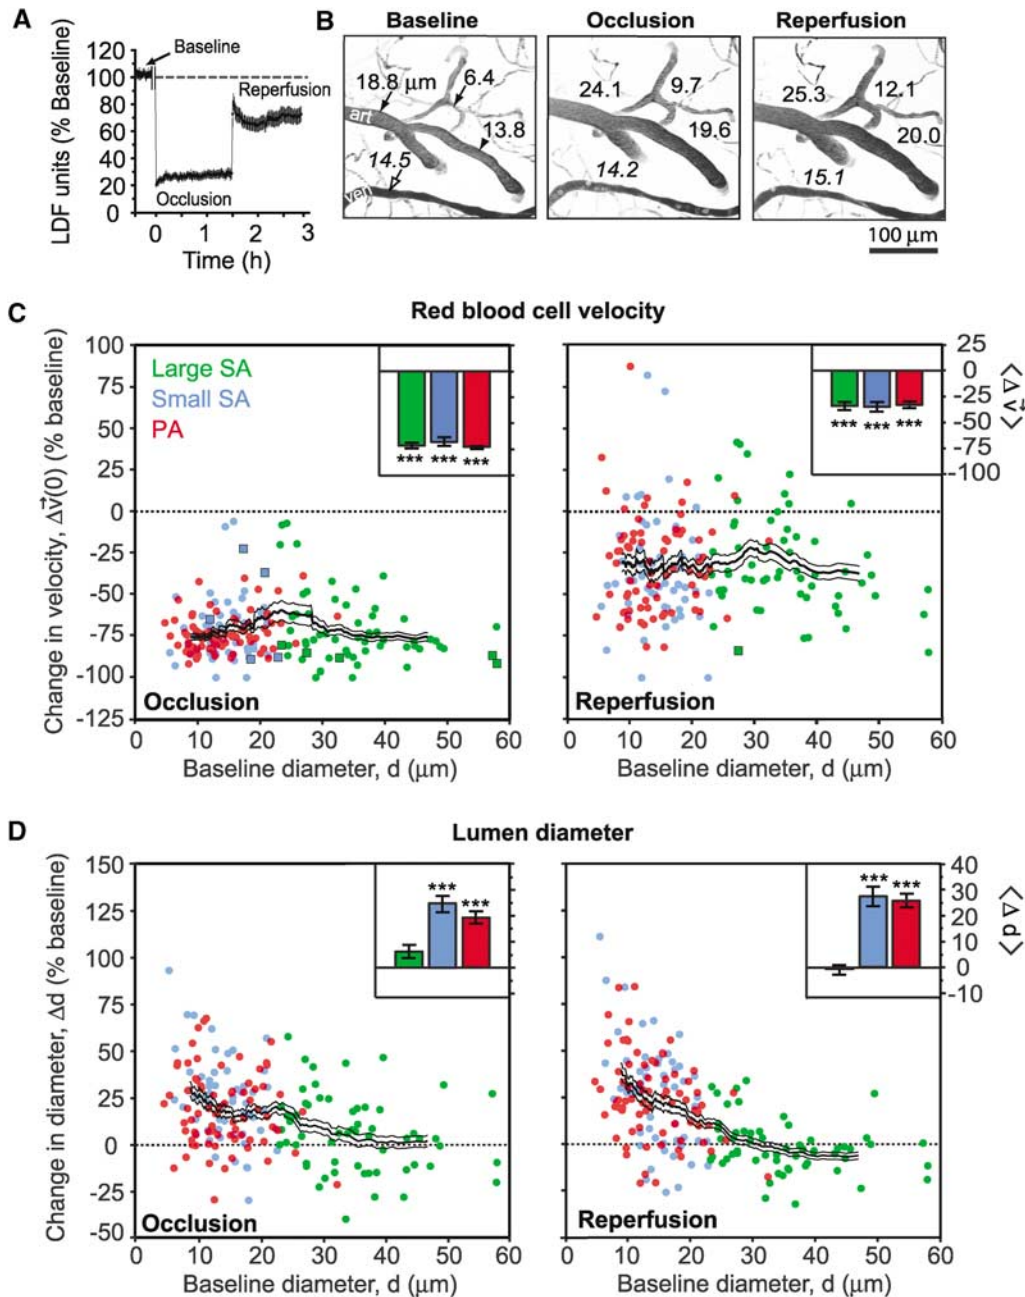 A
LDF units (% Baseline)
120
100
80
60
40
20
0
Baseline
Reperfusion
Occlusion
0 1 2 3
Time (h)
B
Baseline Occlusion Reperfusion
18.8 μm
6.4
art
13.8
14.5
ven
24.1
9.7
19.6
14.2
25.3
12.1
20.0
15.1
100 μm
C
Red blood cell velocity
Change in velocity, Δv⃗(0) (% baseline)
100
75
50
25
0
-25
-50
-75
-100
-125
Large SA
Small SA
PA
*** *** ***
Occlusion
0 10 20 30 40 50 60
Baseline diameter, d (μm)
*** *** ***
25
0
-25
-50
-75
-100
⟨Δv⃗⟩
Reperfusion
0 10 20 30 40 50 60
Baseline diameter, d (μm)
D
Lumen diameter
Change in diameter, Δd (% baseline)
150
125
100
75
50
25
0
-25
-50
*** ***
Occlusion
0 10 20 30 40 50 60
Baseline diameter, d (μm)
*** ***
40
30
20
10
0
-10
⟨Δd⟩
Reperfusion
0 10 20 30 40 50 60
Baseline diameter, d (μm)